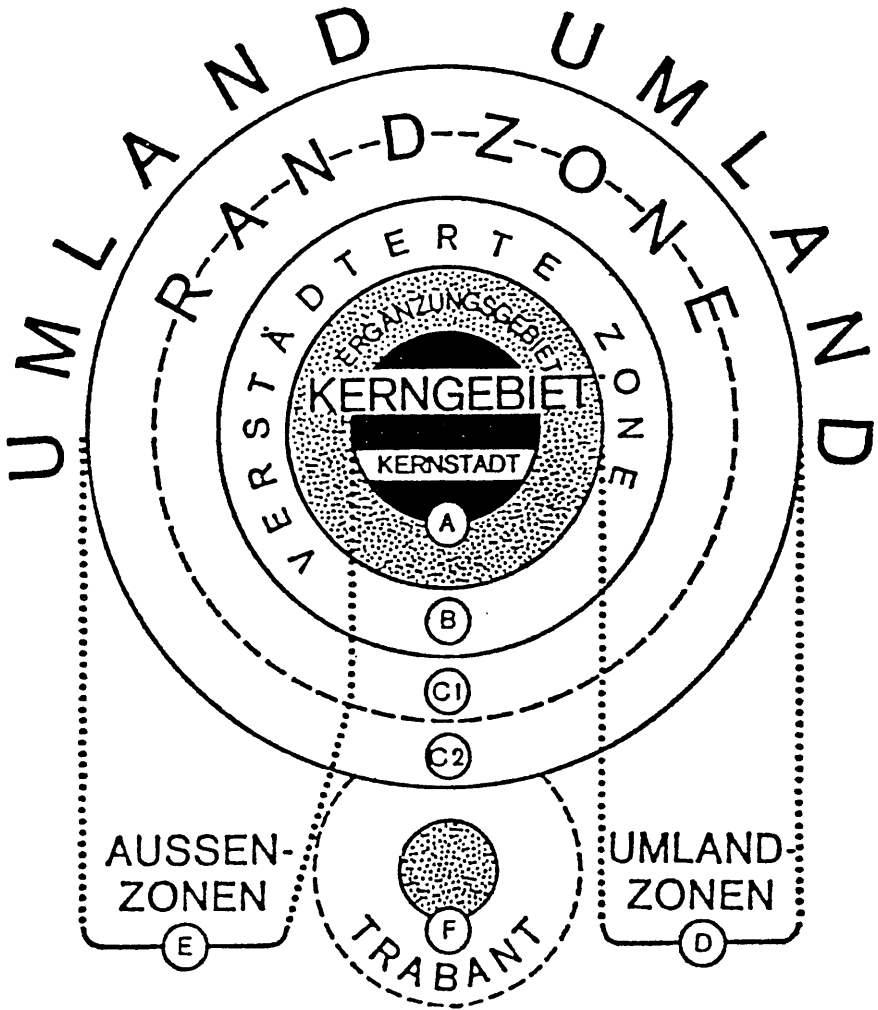 UMLAND UMLAND
RANDZONE
VERSTÄDTERTE ZONE
ERGÄNZUNGSGEBIET
KERNGEBIET
KERNSTADT
A
B
C1
C2
AUSSEN-
ZONEN
E
UMLAND-
ZONEN
D
F
TRABANT